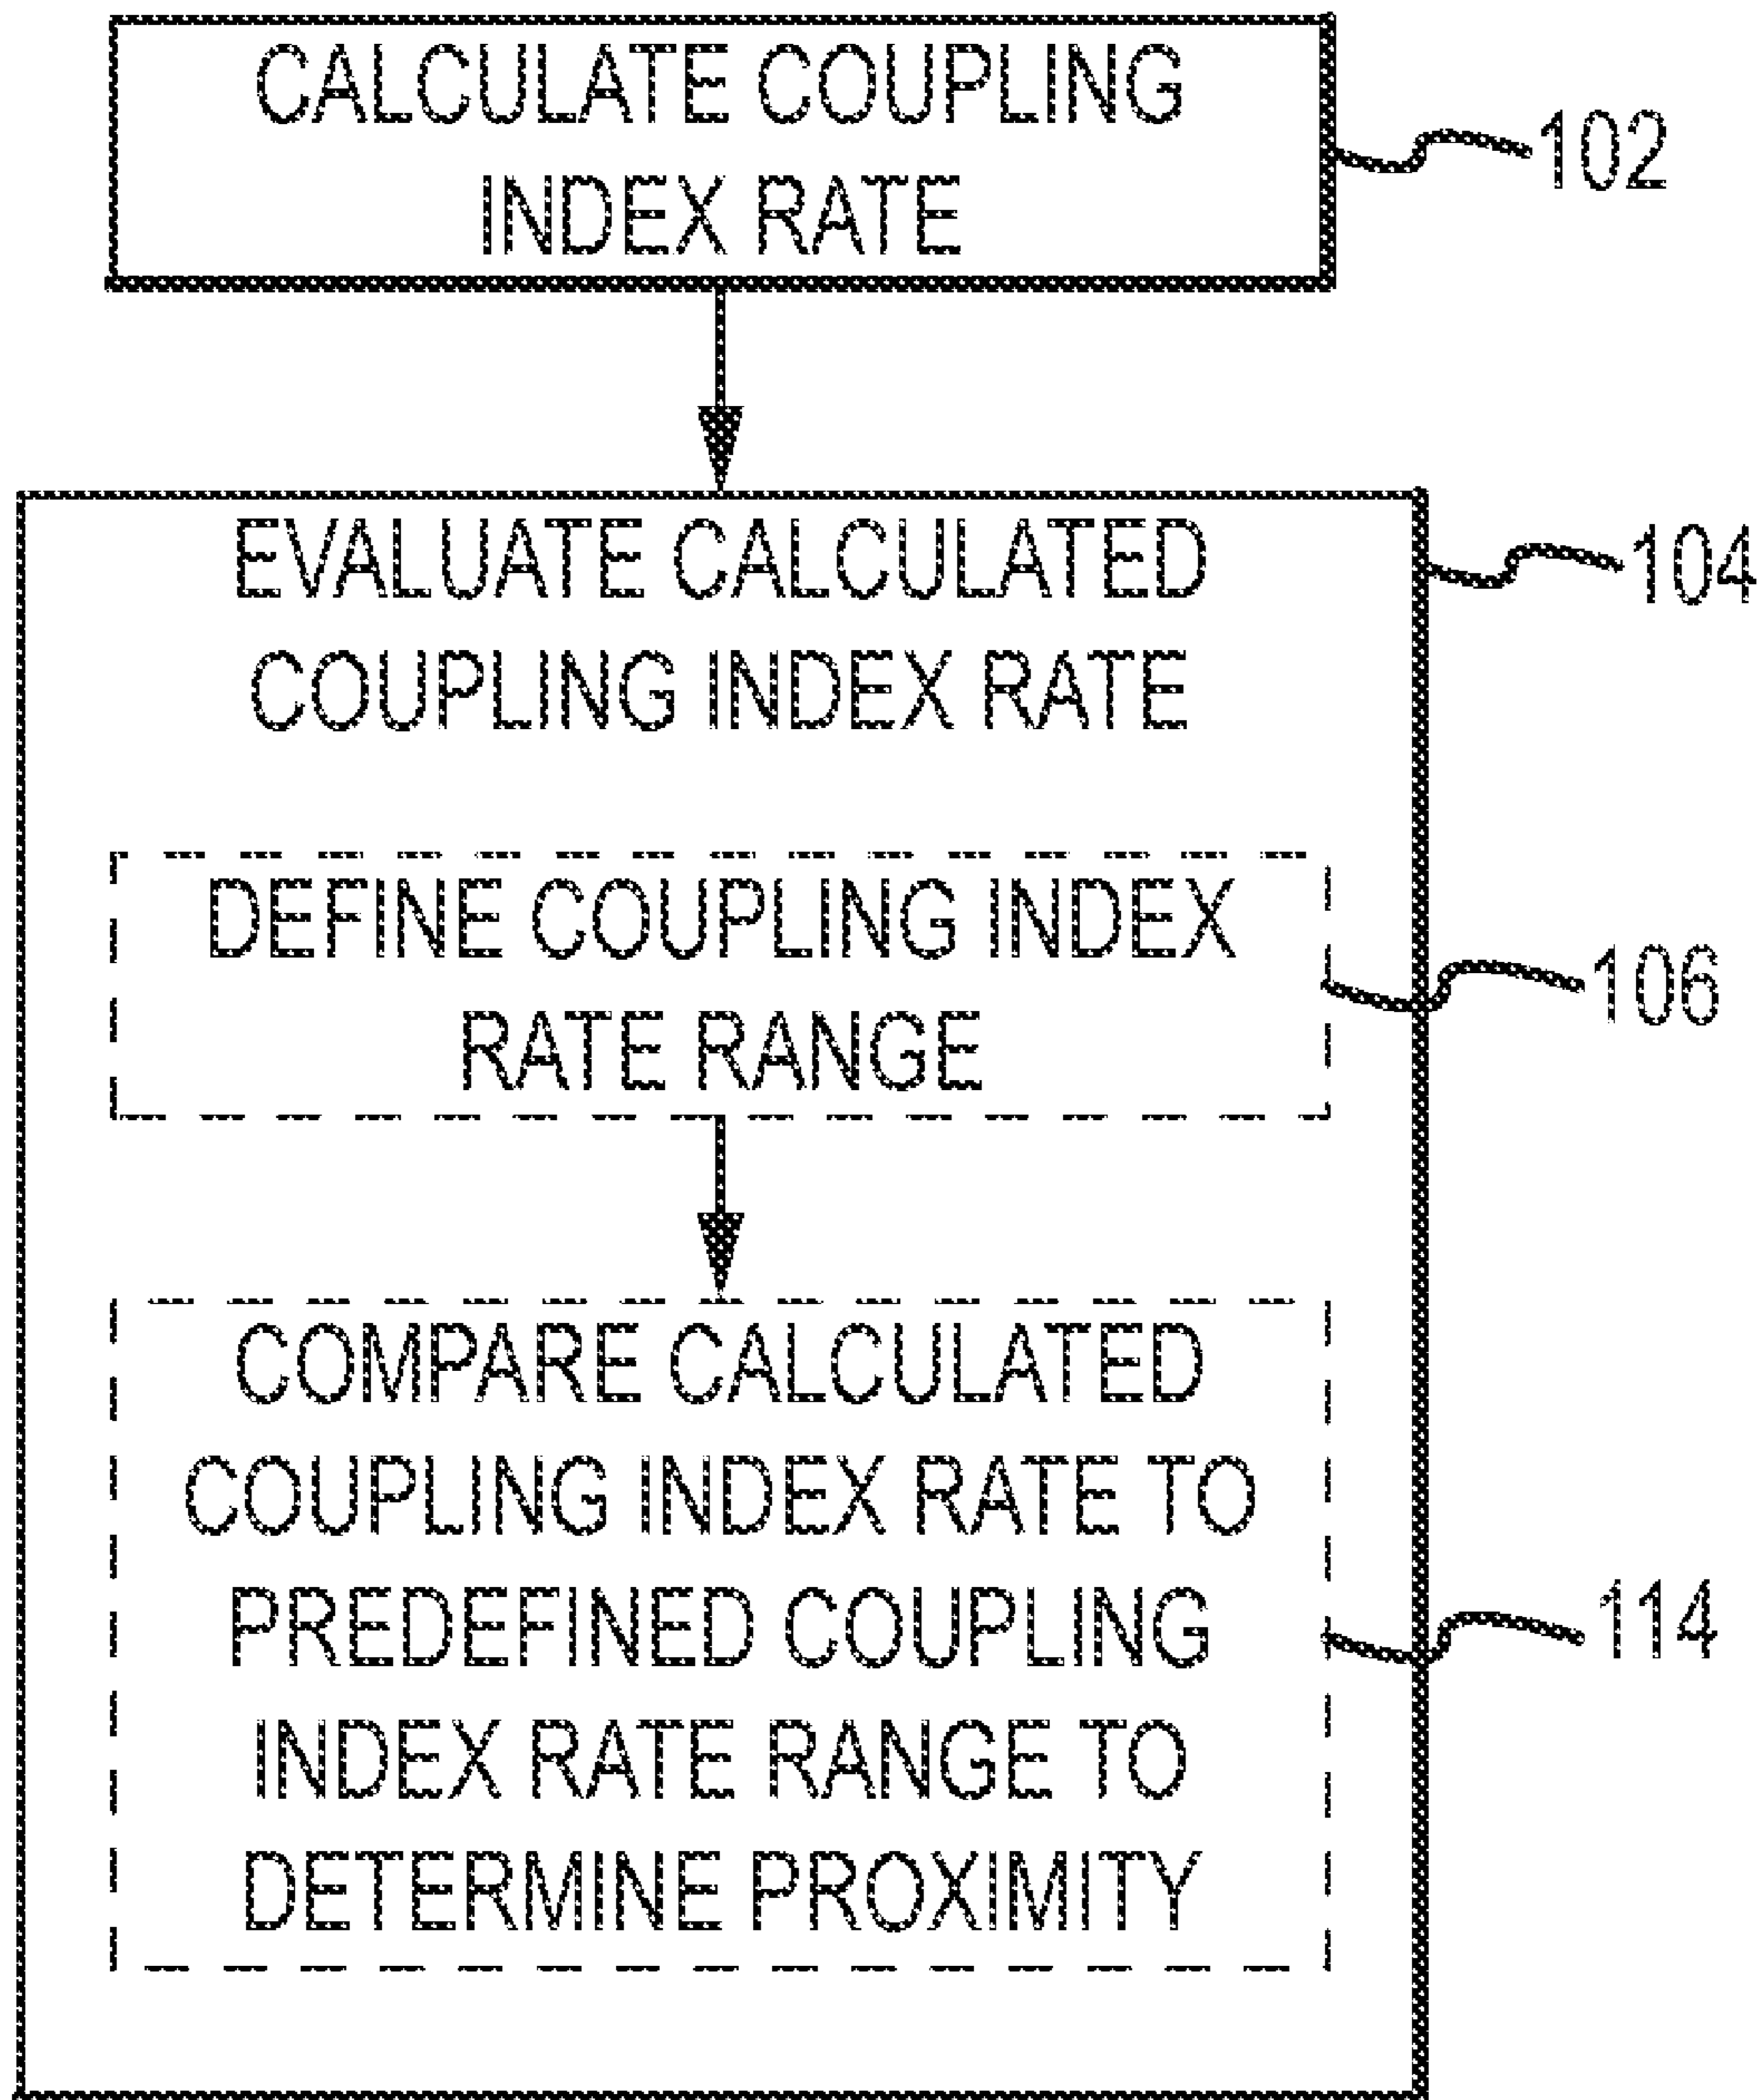 CALCULATE COUPLING
INDEX RATE
102
EVALUATE CALCULATED
COUPLING INDEX RATE
104
DEFINE COUPLING INDEX
RATE RANGE
106
COMPARE CALCULATED
COUPLING INDEX RATE TO
PREDEFINED COUPLING
INDEX RATE RANGE TO
DETERMINE PROXIMITY
114